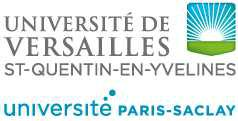 UNIVERSITÉ DE
VERSAILLES
ST-QUENTIN-EN-YVELINES
université PARIS-SACLAY